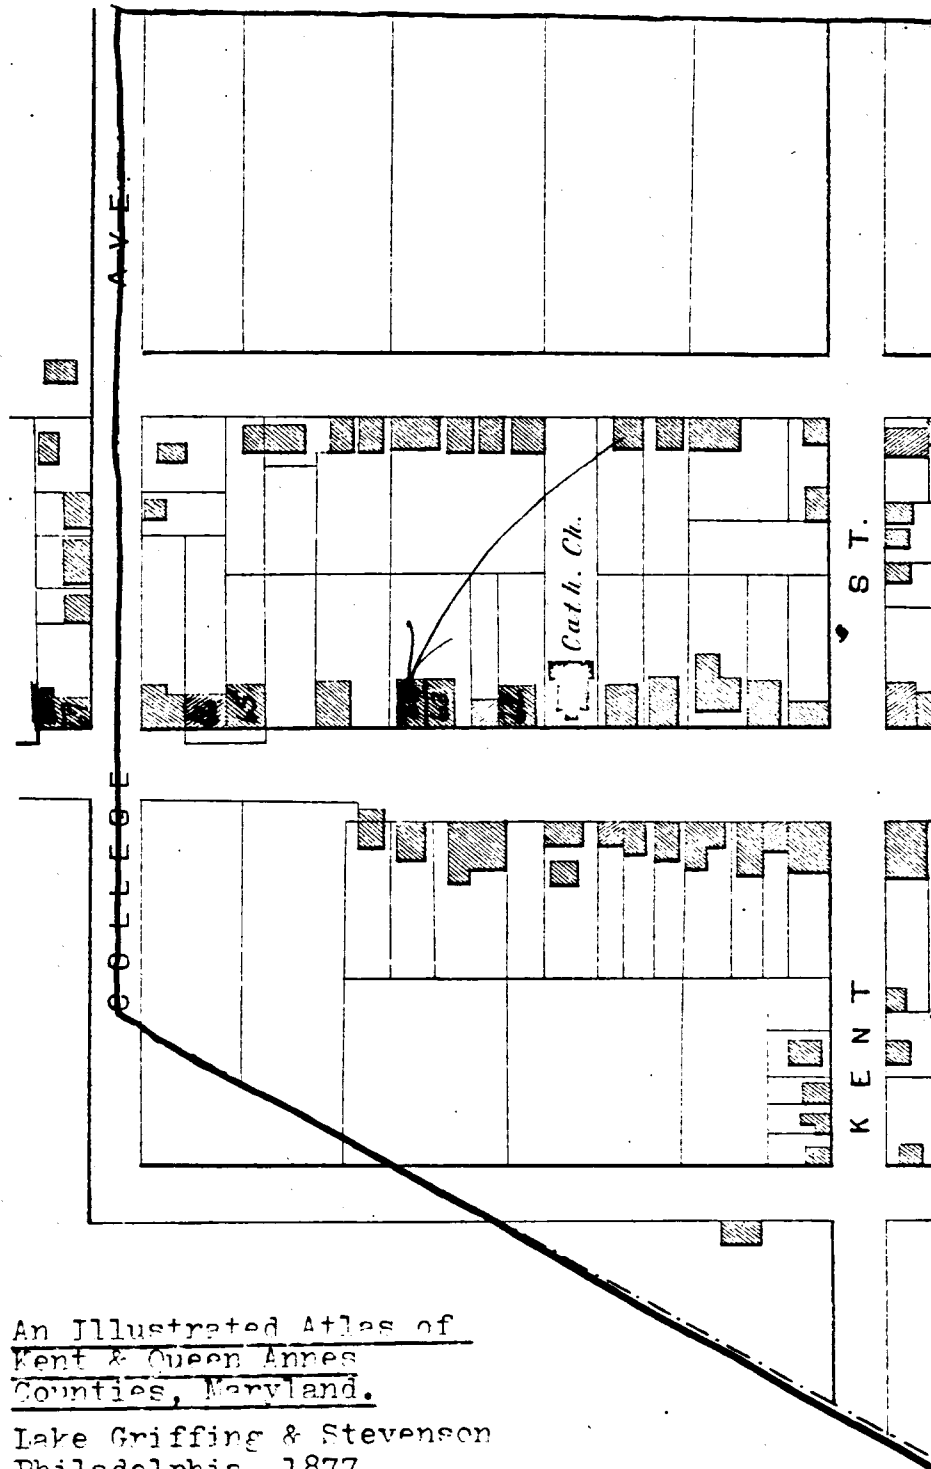 COLLEGE AVE.
Cath. Ch.
KENT ST.
An Illustrated Atlas of
Kent & Queen Annes
Counties, Maryland.
Lake Griffing & Stevenson
Philadelphia, 1877